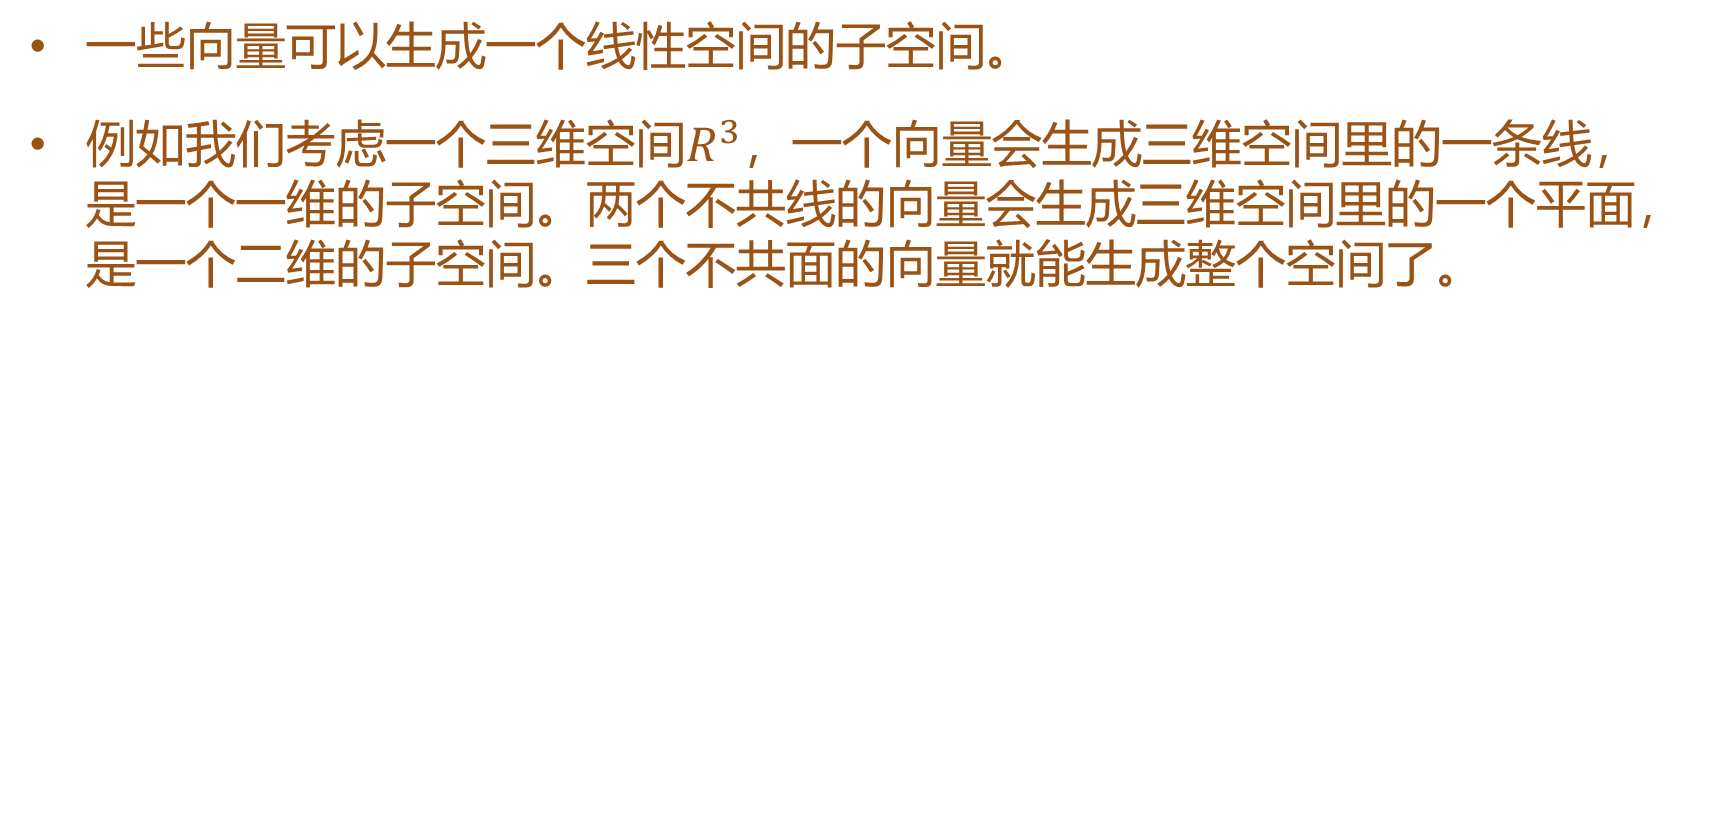 • 一些向量可以生成一个线性空间的子空间。
• 例如我们考虑一个三维空间R³，一个向量会生成三维空间里的一条线，
是一个一维的子空间。两个不共线的向量会生成三维空间里的一个平面，
是一个二维的子空间。三个不共面的向量就能生成整个空间了。